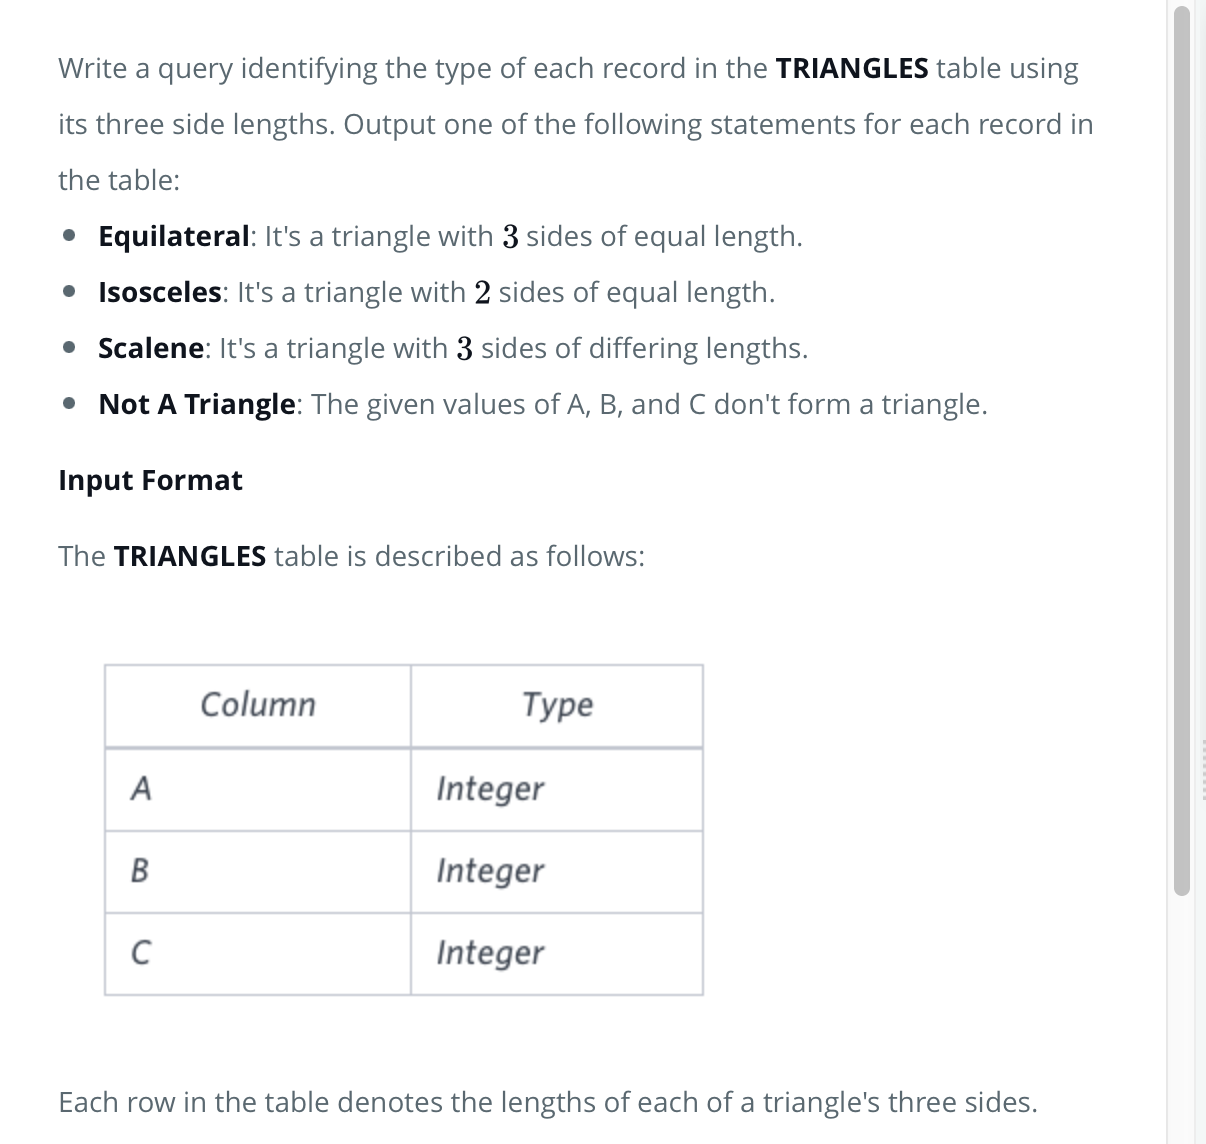 Write a query identifying the type of each record in the TRIANGLES table using
its three side lengths. Output one of the following statements for each record in
the table:
Equilateral: It's a triangle with 3 sides of equal length.
Isosceles: It's a triangle with 2 sides of equal length.
Scalene: It's a triangle with 3 sides of differing lengths.
Not A Triangle: The given values of A, B, and C don't form a triangle.
Input Format
The TRIANGLES table is described as follows:
Column Type
A Integer
B Integer
C Integer
Each row in the table denotes the lengths of each of a triangle's three sides.